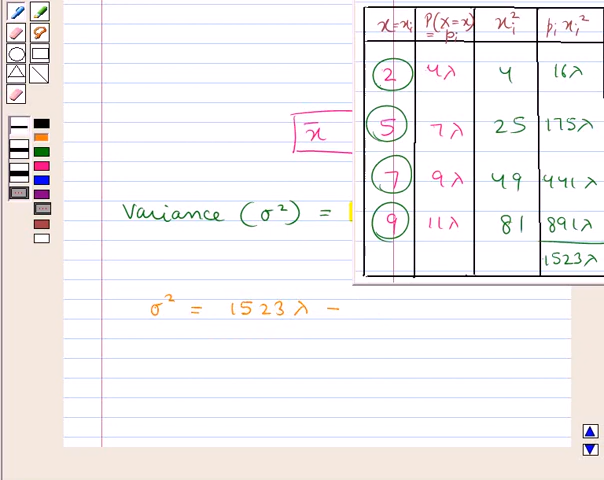 x=xi P(X=x) = pi xi² pi xi²
2 4λ 4 16λ
5 7λ 25 175λ
x̄
7 9λ 49 441λ
Variance (σ²) =
9 11λ 81 891λ
1523λ
σ² = 1523λ −